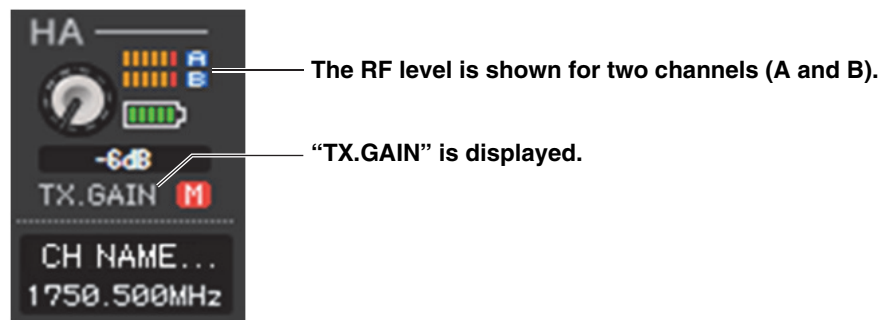 HA
A
B
The RF level is shown for two channels (A and B).
-6dB
“TX.GAIN” is displayed.
TX.GAIN M
CH NAME...
1750.500MHz